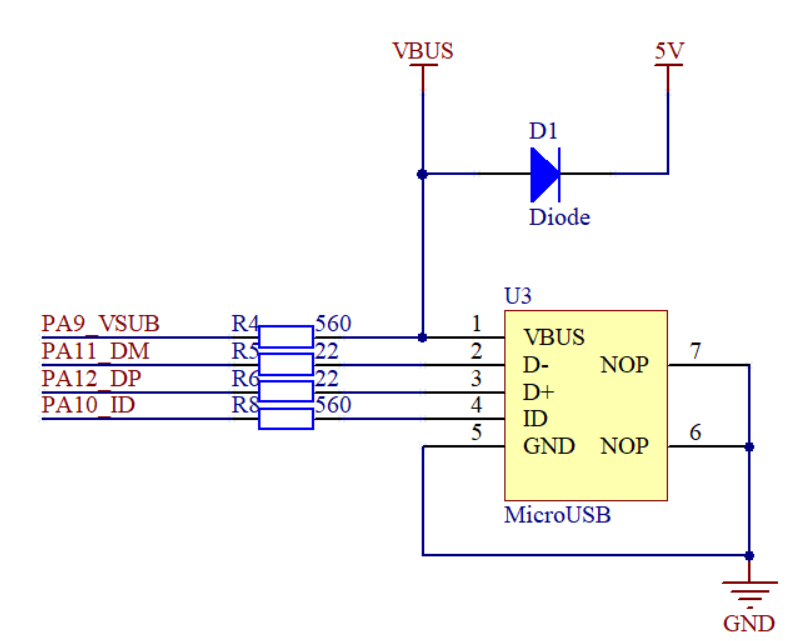 VBUS 5V
D1
Diode
U3
PA9_VSUB R4 560 1 VBUS
PA11_DM R5 22 2 D- NOP 7
PA12_DP R6 22 3 D+
PA10_ID R8 560 4 ID
5 GND NOP 6
MicroUSB
GND